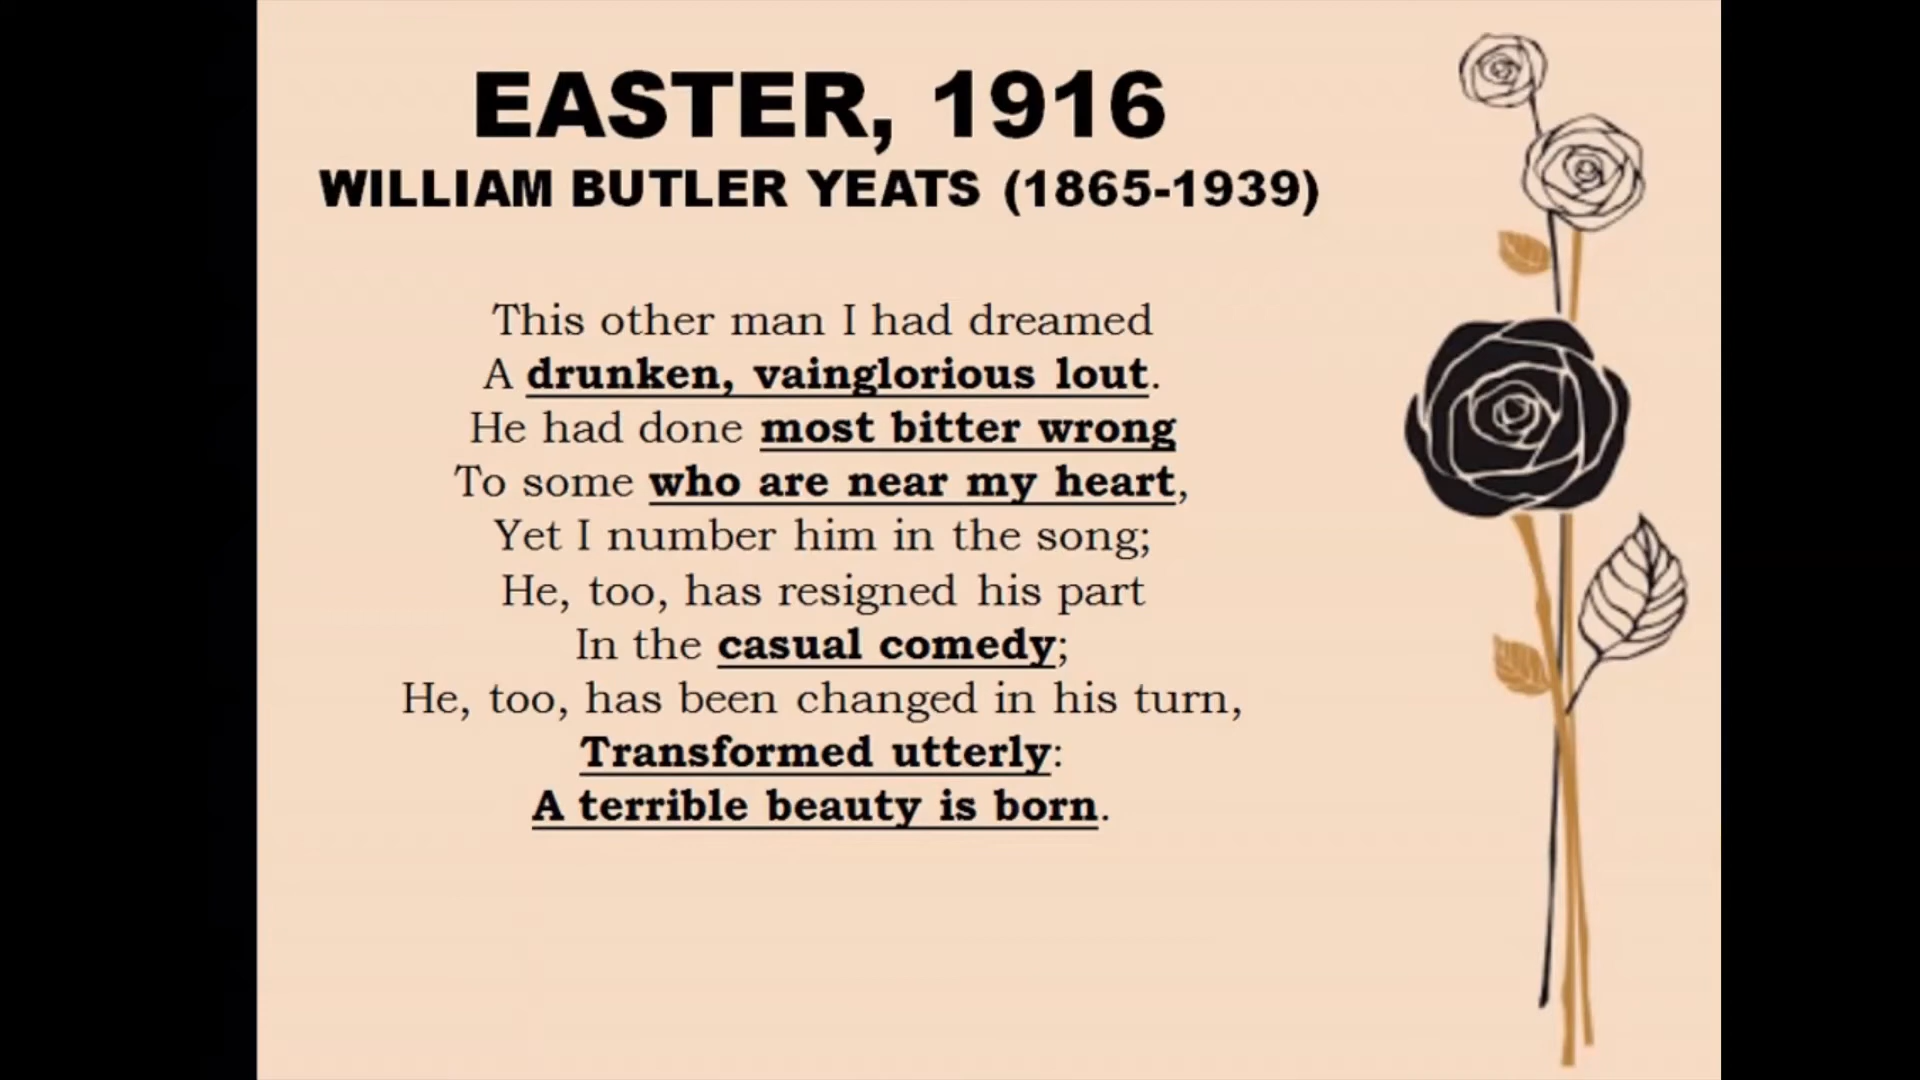 EASTER, 1916
WILLIAM BUTLER YEATS (1865-1939)
This other man I had dreamed
A drunken, vainglorious lout.
He had done most bitter wrong
To some who are near my heart,
Yet I number him in the song;
He, too, has resigned his part
In the casual comedy;
He, too, has been changed in his turn,
Transformed utterly:
A terrible beauty is born.